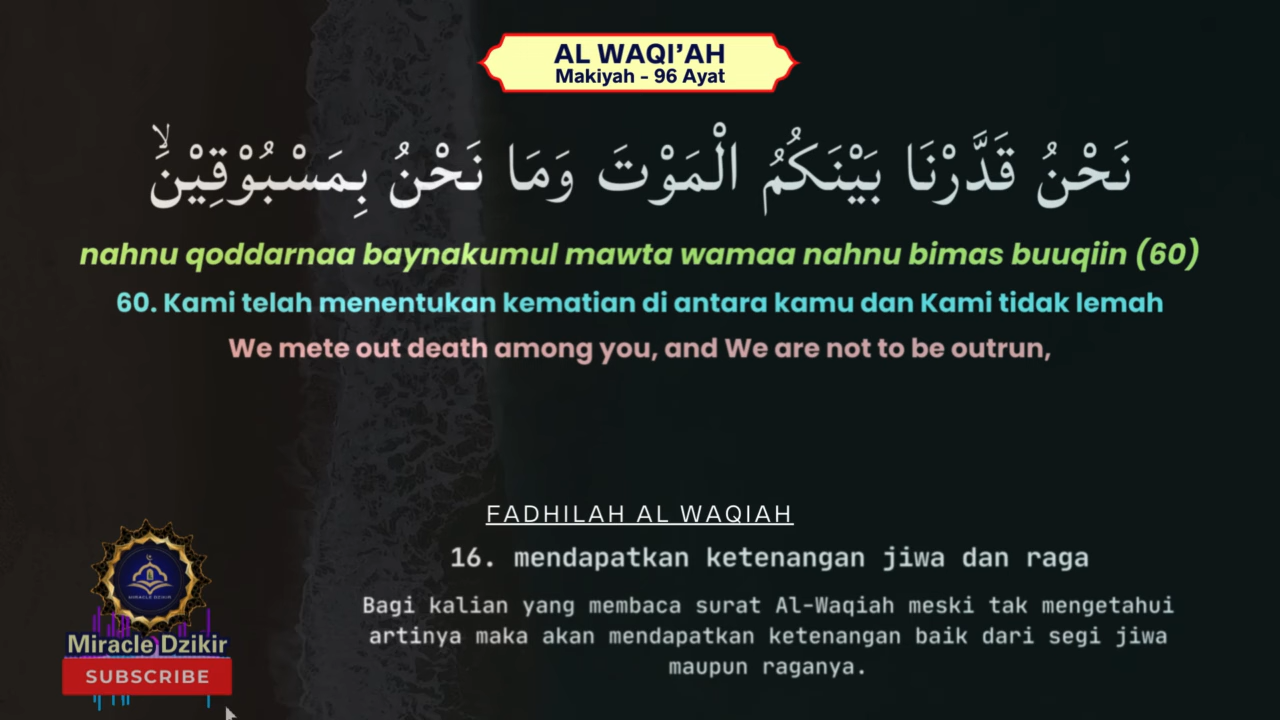 AL WAQI’AH
Makiyah - 96 Ayat
نَحْنُ قَدَّرْنَا بَيْنَكُمُ الْمَوْتَ وَمَا نَحْنُ بِمَسْبُوْقِيْنَۙ
nahnu qoddarnaa baynakumul mawta wamaa nahnu bimas buuqiin (60)
60. Kami telah menentukan kematian di antara kamu dan Kami tidak lemah
We mete out death among you, and We are not to be outrun,
FADHILAH AL WAQIAH
16. mendapatkan ketenangan jiwa dan raga
Bagi kalian yang membaca surat Al-Waqiah meski tak mengetahui
artinya maka akan mendapatkan ketenangan baik dari segi jiwa
maupun raganya.
MIRACLE DZIKIR
Miracle Dzikir
SUBSCRIBE